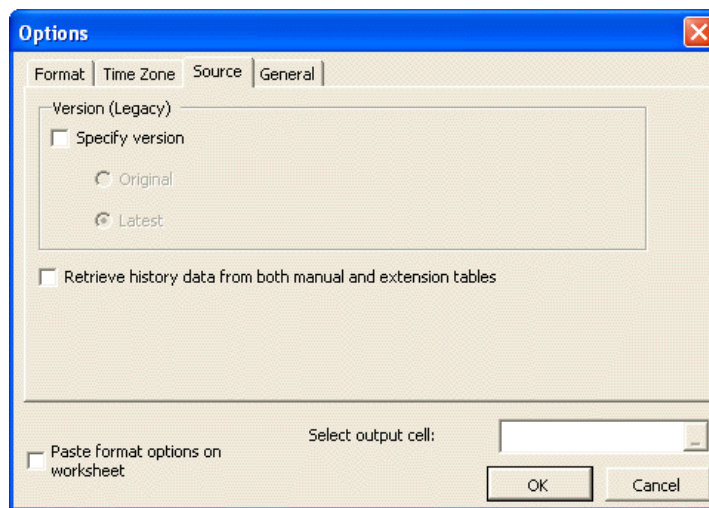 Options
Format
Time Zone
Source
General
Version (Legacy)
Specify version
Original
Latest
Retrieve history data from both manual and extension tables
Select output cell:
...
Paste format options on
worksheet
OK
Cancel